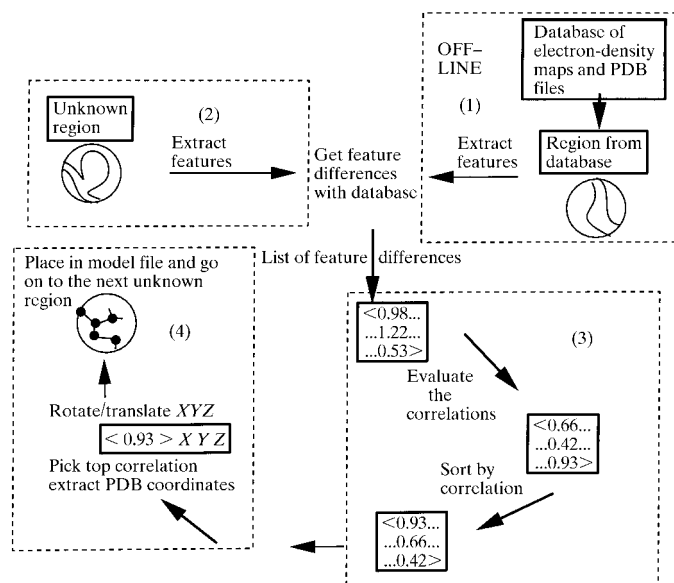 OFF–
LINE
(1)
Database of
electron-density
maps and PDB
files
Region from
database
Extract
features
Unknown
region
(2)
Extract
features
Get feature
differences
with database
List of feature differences
(3)
<0.98...
...1.22...
...0.53>
Evaluate
the
correlations
<0.66...
...0.42...
...0.93>
Sort by
correlation
<0.93...
...0.66...
...0.42>
Place in model file and go
on to the next unknown
region
(4)
Rotate/translate XYZ
< 0.93 > X Y Z
Pick top correlation
extract PDB coordinates